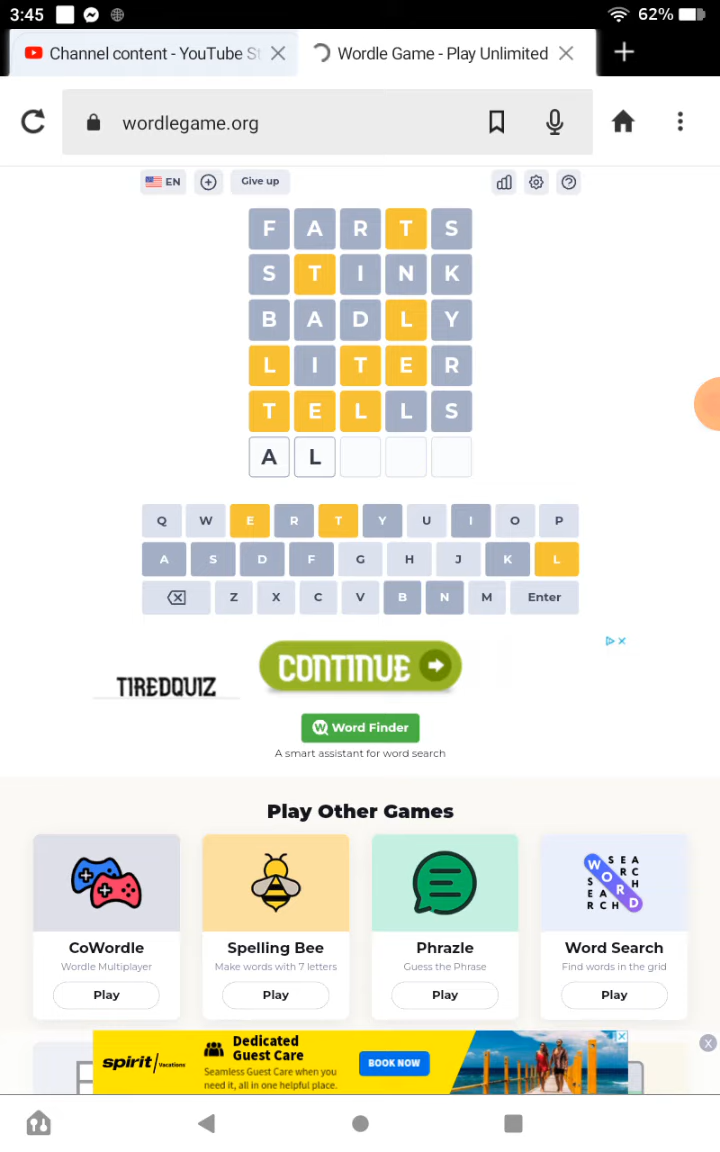 3:45 62%
Channel content - YouTube St Wordle Game - Play Unlimited
wordlegame.org
EN Give up
F A R T S
S T I N K
B A D L Y
L I T E R
T E L L S
A L
Q W E R T Y U I O P
A S D F G H J K L
Z X C V B N M Enter
TIREDQUIZ CONTINUE
W Word Finder
A smart assistant for word search
Play Other Games
S E A
W R C
S O R H
E A R C
R C H D
CoWordle Spelling Bee Phrazle Word Search
Wordle Multiplayer Make words with 7 letters Guess the Phrase Find words in the grid
Play Play Play Play
spirit Vacations Dedicated Guest Care
Seamless Guest Care when you need it, all in one helpful place.
BOOK NOW